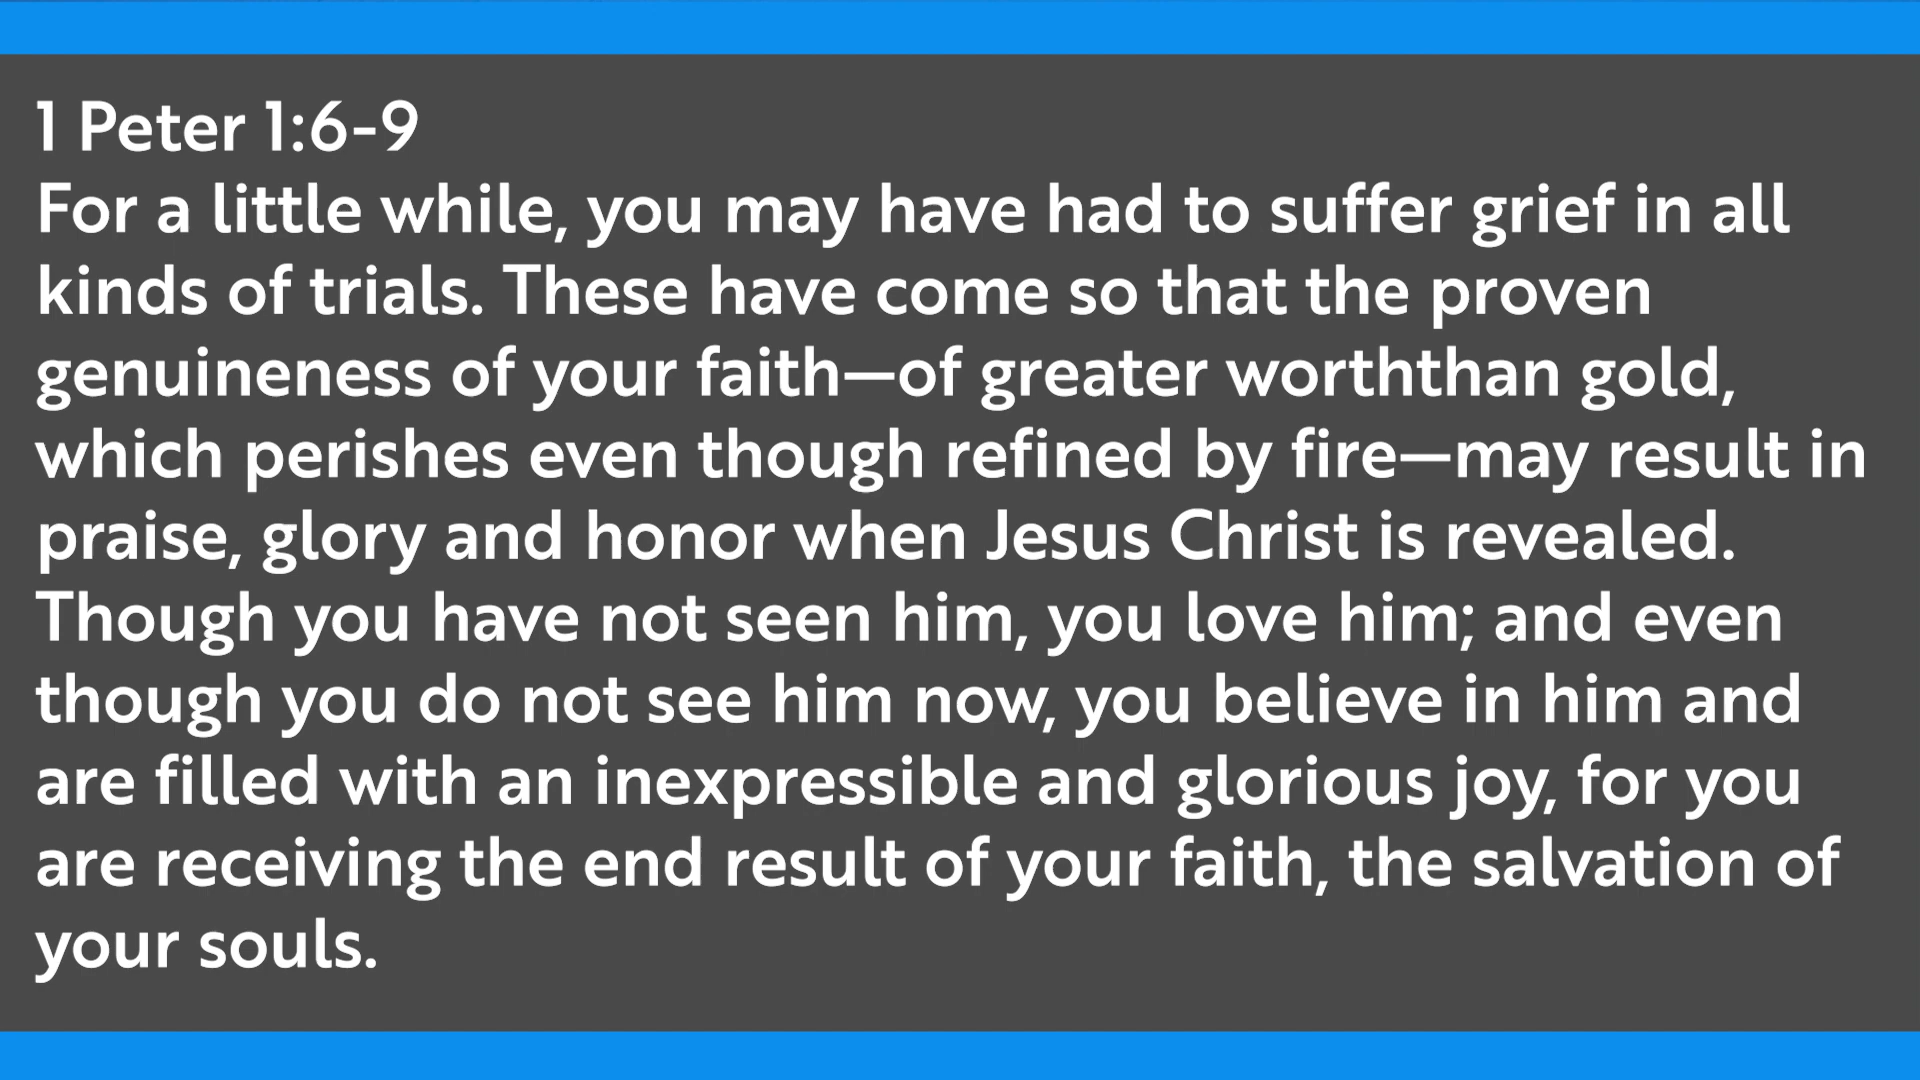 1 Peter 1:6-9
For a little while, you may have had to suffer grief in all
kinds of trials. These have come so that the proven
genuineness of your faith—of greater worththan gold,
which perishes even though refined by fire—may result in
praise, glory and honor when Jesus Christ is revealed.
Though you have not seen him, you love him; and even
though you do not see him now, you believe in him and
are filled with an inexpressible and glorious joy, for you
are receiving the end result of your faith, the salvation of
your souls.